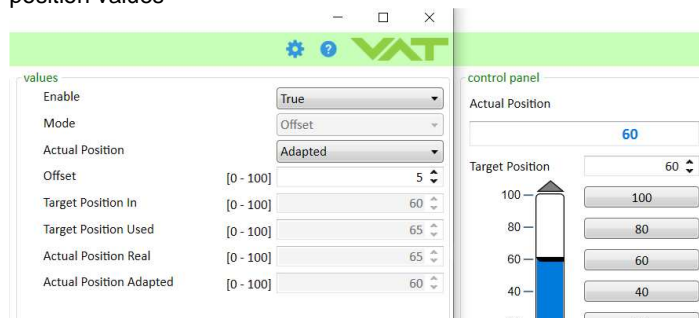 position values
VAT
values
Enable True
Mode Offset
Actual Position Adapted
Offset [0 - 100] 5
Target Position In [0 - 100] 60
Target Position Used [0 - 100] 65
Actual Position Real [0 - 100] 65
Actual Position Adapted [0 - 100] 60
control panel
Actual Position
60
Target Position 60
100 100
80 80
60 60
40 40